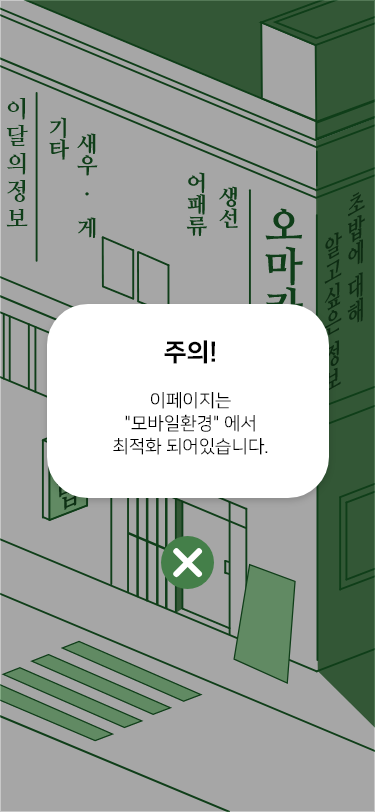 이달의정보
기타
새우 · 게
어패류
생선
오마
초밥에 대해
알고싶은 정보
주의!
이페이지는
"모바일환경" 에서
최적화 되어있습니다.